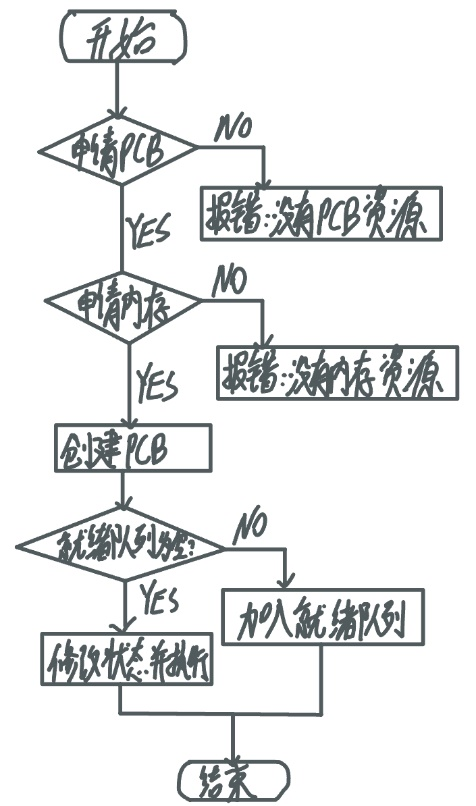 开始
申请PCB
NO
报错:没有PCB资源
YES
申请内存
NO
报错:没有内存资源
YES
创建PCB
就绪队列为空?
NO
YES
加入就绪队列
修改状态并执行
结束